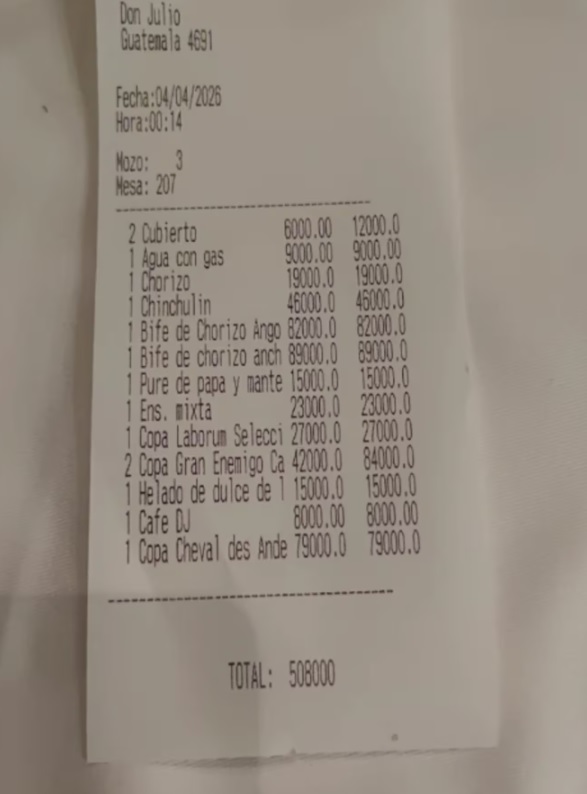 Don Julio
Guatemala 4691
Fecha:04/04/2026
Hora:00:14
Mozo: 3
Mesa: 207
2 Cubierto 6000.00 12000.0
1 Agua con gas 9000.00 9000.00
1 Chorizo 19000.0 19000.0
1 Chinchulin 46000.0 46000.0
1 Bife de Chorizo Ango 82000.0 82000.0
1 Bife de chorizo anch 89000.0 89000.0
1 Pure de papa y mante 15000.0 15000.0
1 Ens. mixta 23000.0 23000.0
1 Copa Laborum Selecci 27000.0 27000.0
2 Copa Gran Enemigo Ca 42000.0 84000.0
1 Helado de dulce de l 15000.0 15000.0
1 Cafe DJ 8000.00 8000.00
1 Copa Cheval des Ande 79000.0 79000.0
TOTAL: 508000